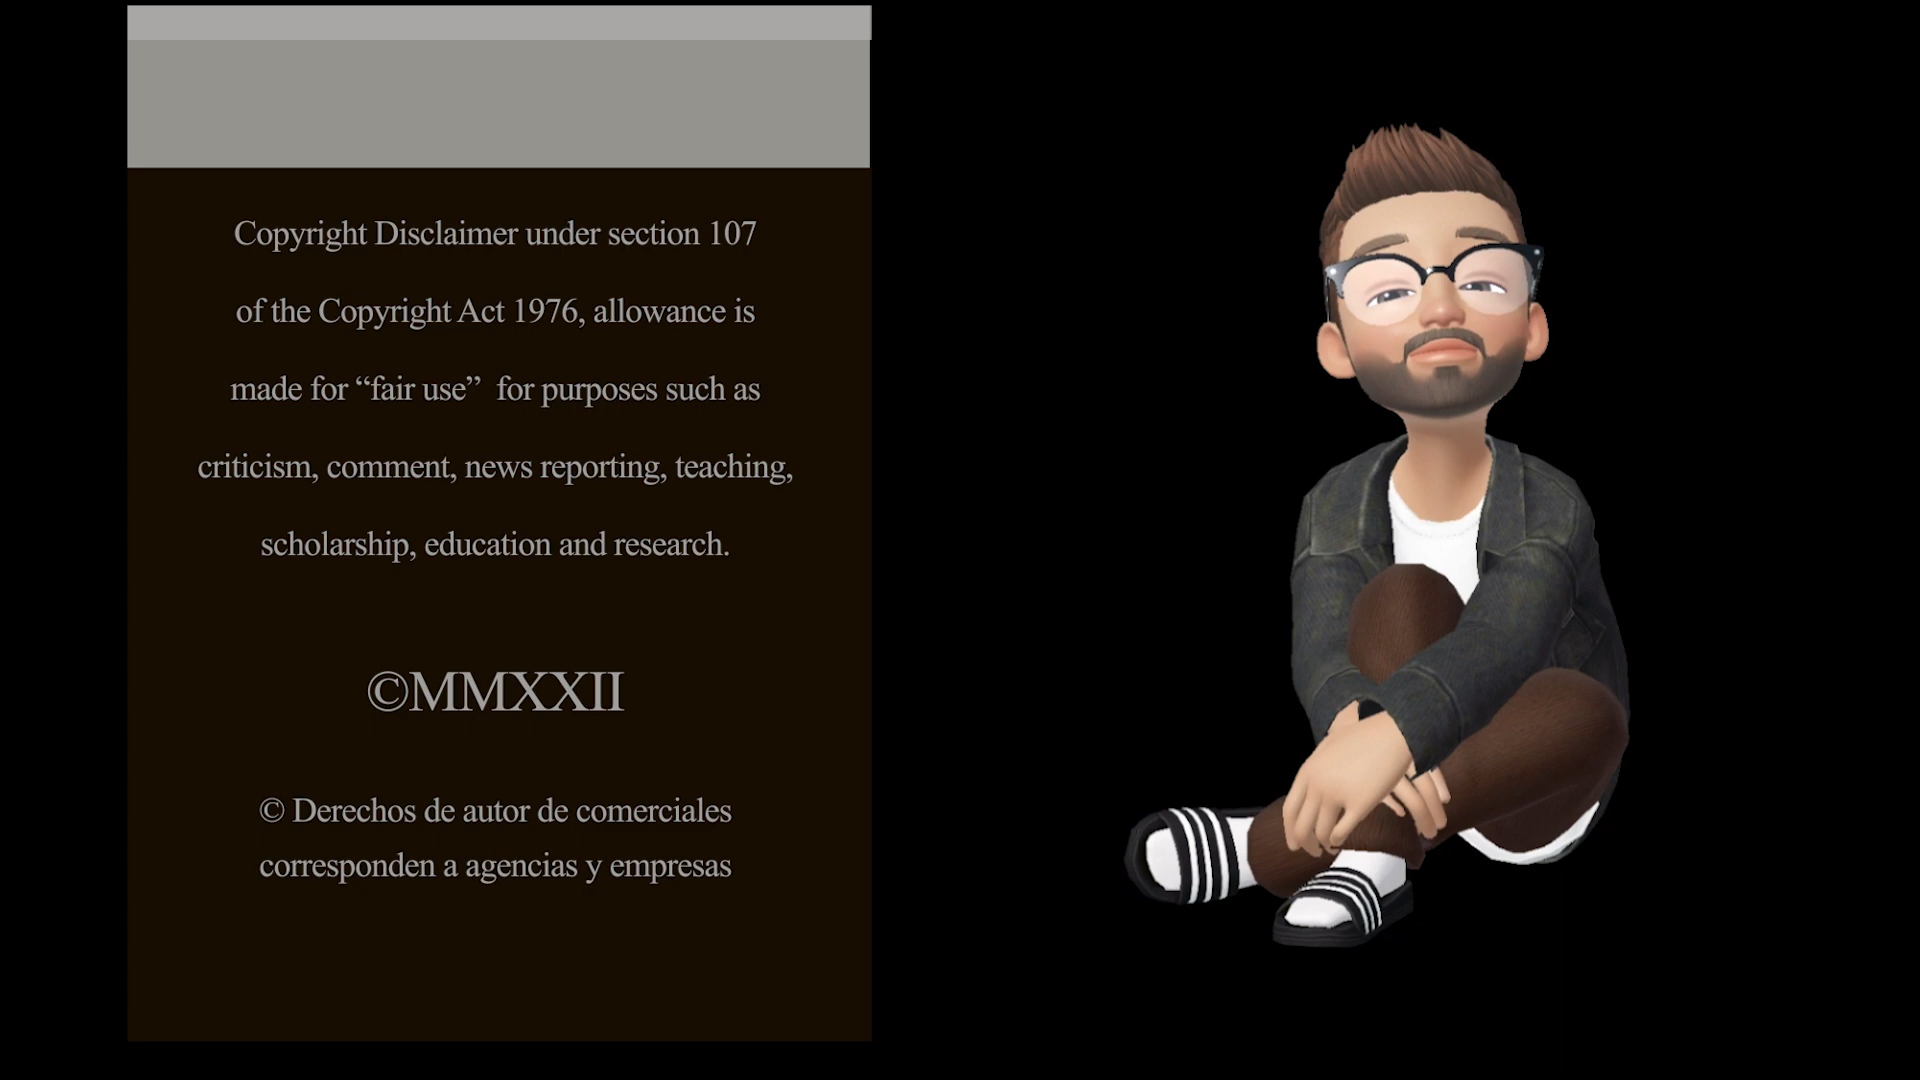 Copyright Disclaimer under section 107
of the Copyright Act 1976, allowance is
made for “fair use”  for purposes such as
criticism, comment, news reporting, teaching,
scholarship, education and research.
©MMXXII
© Derechos de autor de comerciales
corresponden a agencias y empresas